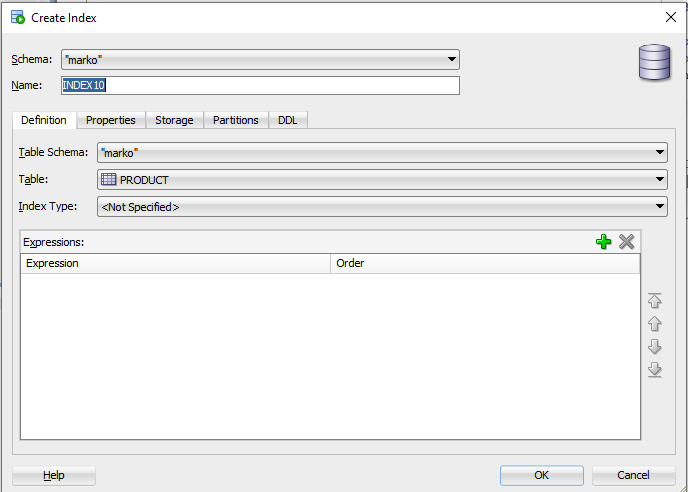 Create Index
Schema: "marko"
Name: INDEX10
Definition Properties Storage Partitions DDL
Table Schema: "marko"
Table: PRODUCT
Index Type: <Not Specified>
Expressions:
Expression Order
Help OK Cancel